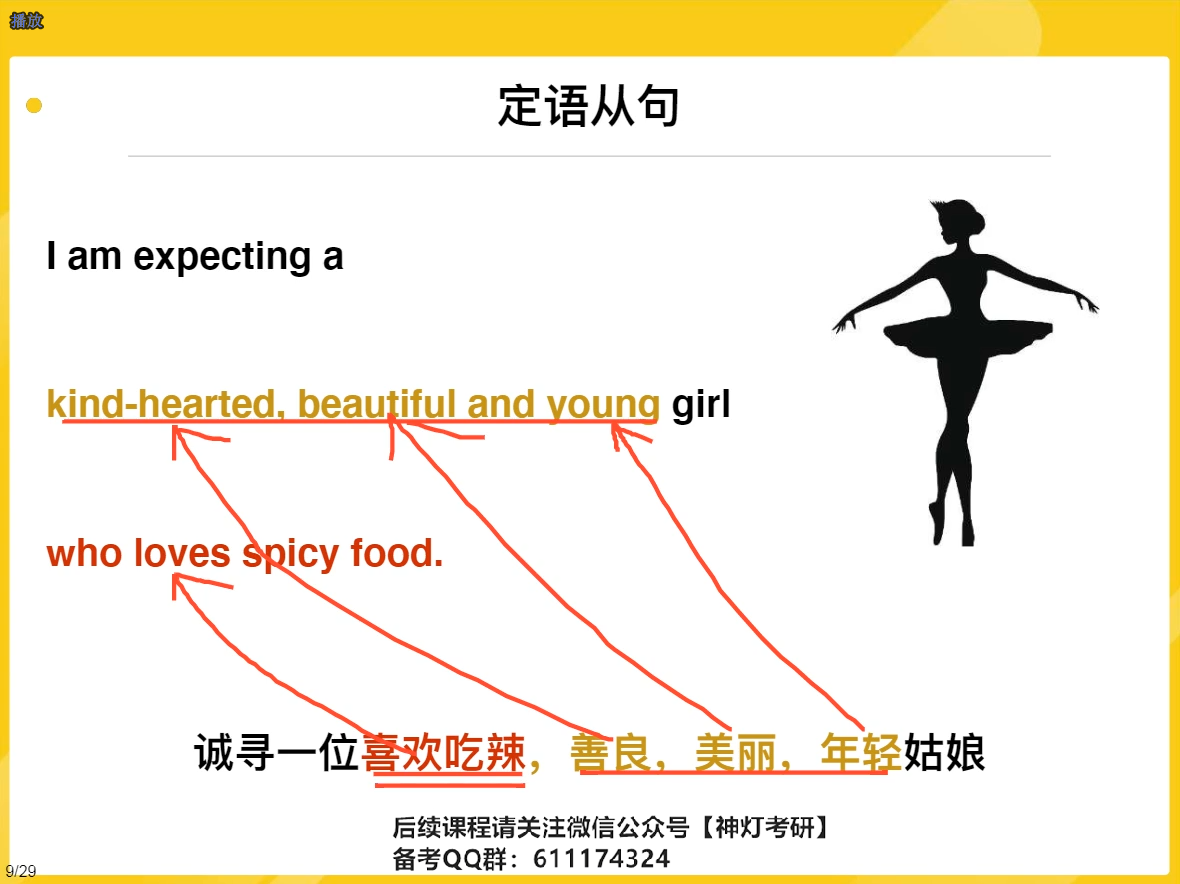 播放
定语从句
I am expecting a
kind-hearted, beautiful and young girl
who loves spicy food.
诚寻一位喜欢吃辣，善良，美丽，年轻姑娘
后续课程请关注微信公众号【神灯考研】
备考QQ群：611174324
9/29